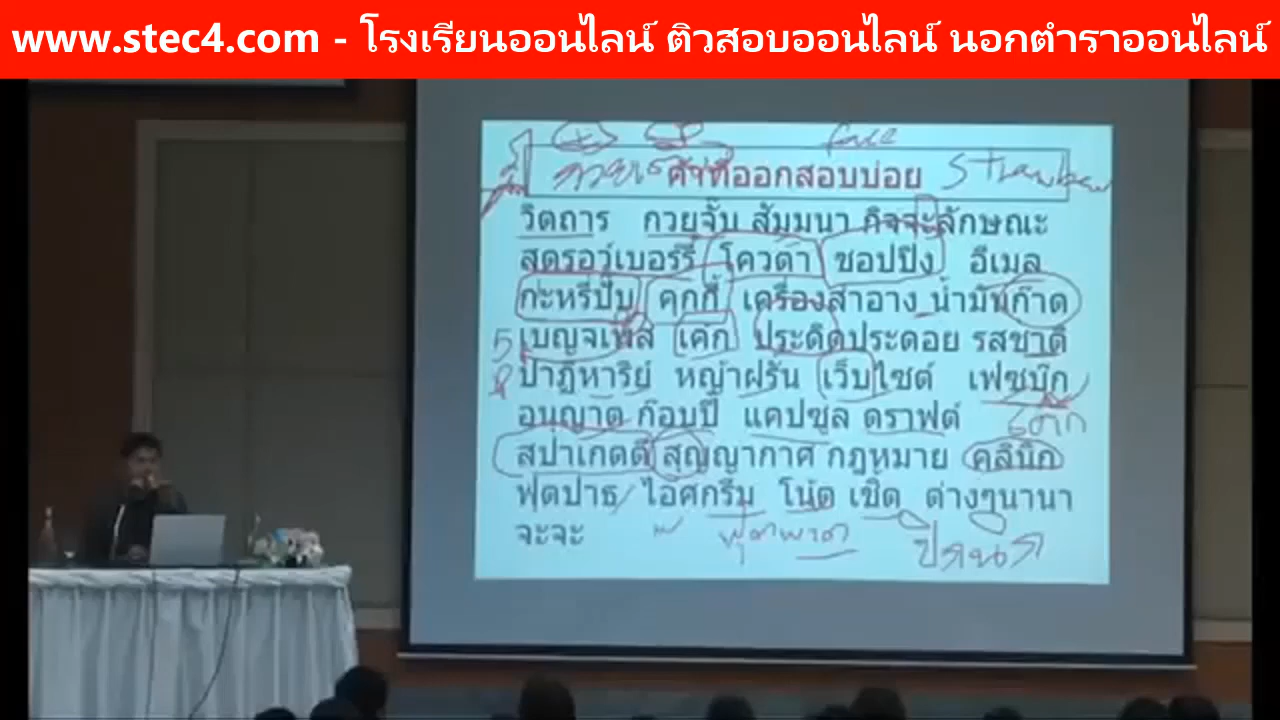 www.stec4.com - โรงเรียนออนไลน์ ติวสอบออนไลน์ นอกตำราออนไลน์
คำที่ออกสอบบ่อย
วิตถาร กวยจั๊บ สัมมนา กิจจะลักษณะ
สตรอว์เบอร์รี่ โควต้า ชอปปิ้ง อีเมล
กะหรี่ปั๊บ คุกกี้ เครื่องสำอาง น้ำมันก๊าด
เบญจเพส เค้ก ประดิดประดอย รสชาติ
ปาฏิหาริย์ หญ้าฝรั่น เว็บไซต์ เฟซบุ๊ก
อนุญาต ก๊อบปี้ แคปซูล ดราฟต์
สปาเกตตี สุญญากาศ กฎหมาย คลินิก
ฟุตปาธ ไอศกรีม โน้ต เชิ้ต ต่างๆนานา
จะจะ